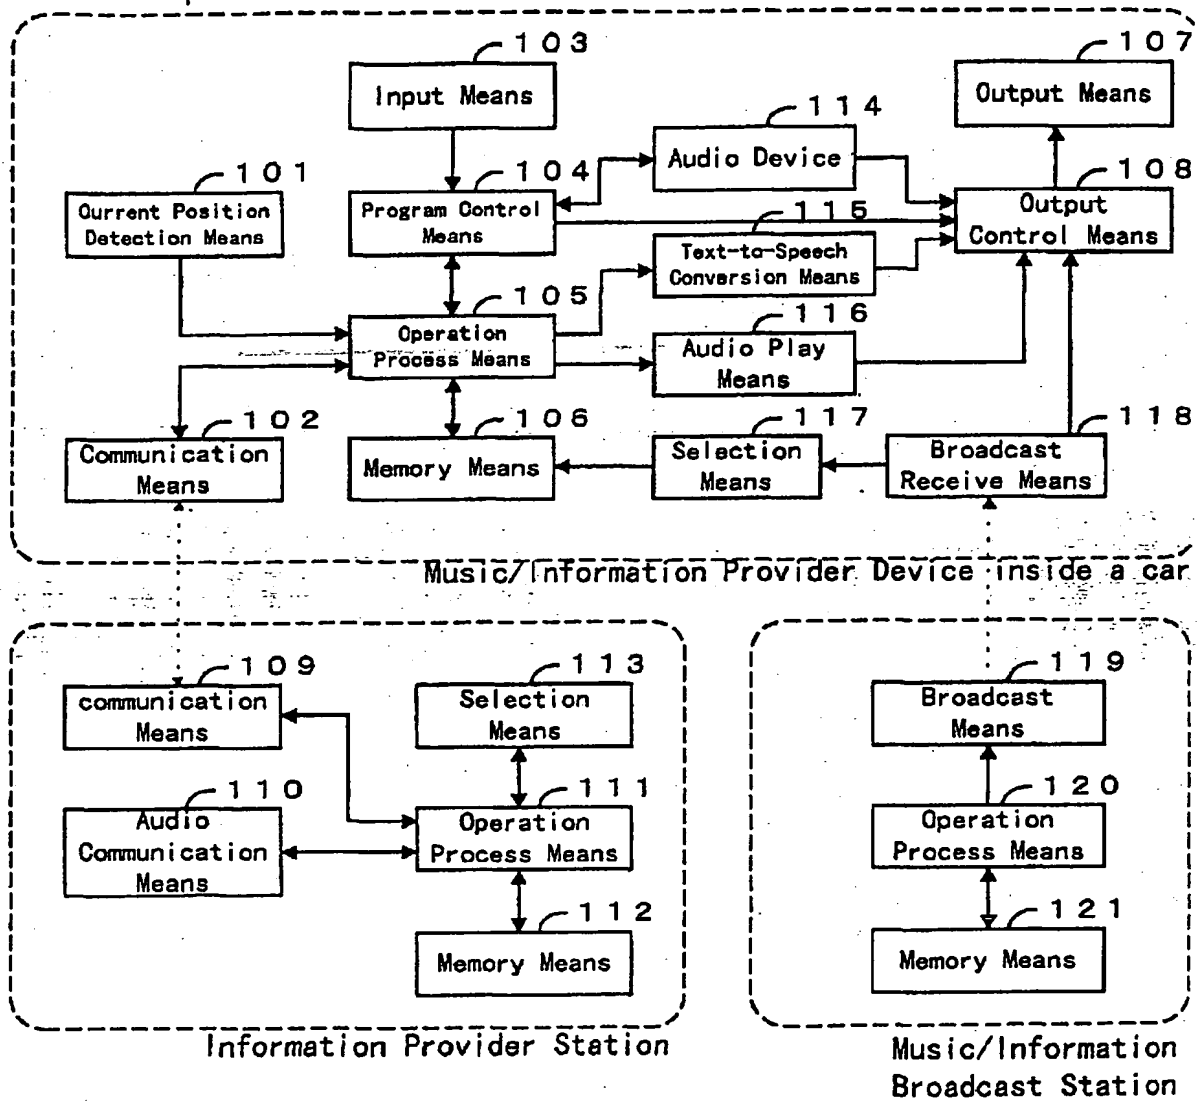 103
Input Means
107
Output Means
114
Audio Device
101
Current Position
Detection Means
104
Program Control
Means
115
Text-to-Speech
Conversion Means
108
Output
Control Means
105
Operation
Process Means
116
Audio Play
Means
102
Communication
Means
106
Memory Means
117
Selection
Means
118
Broadcast
Receive Means
Music/Information Provider Device inside a car
109
communication
Means
113
Selection
Means
110
Audio
Communication
Means
111
Operation
Process Means
112
Memory Means
Information Provider Station
119
Broadcast
Means
120
Operation
Process Means
121
Memory Means
Music/Information
Broadcast Station